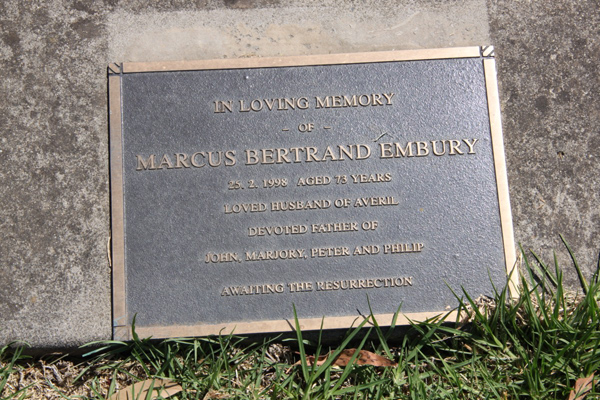 IN LOVING MEMORY
– OF –
MARCUS BERTRAND EMBURY
25. 2. 1998 AGED 73 YEARS
LOVED HUSBAND OF AVERIL
DEVOTED FATHER OF
JOHN, MARJORY, PETER AND PHILIP
AWAITING THE RESURRECTION